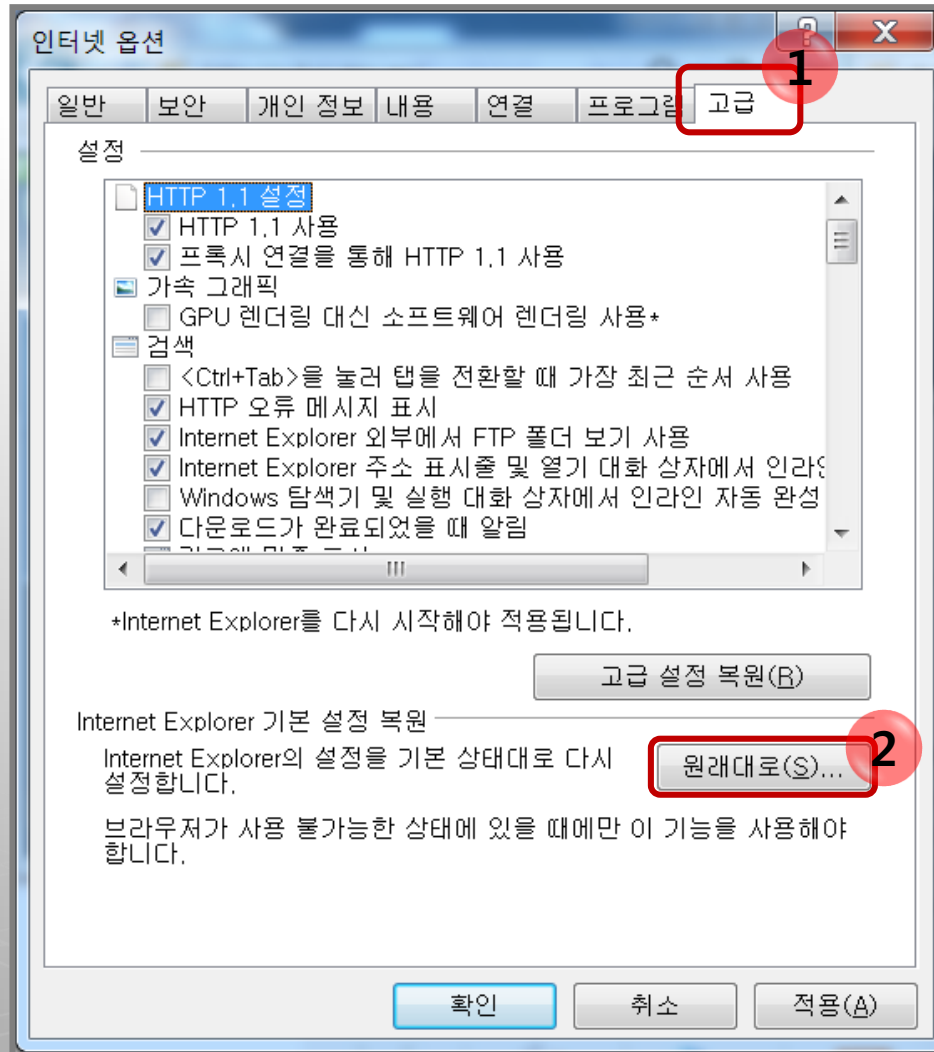 인터넷 옵션
1
일반 보안 개인 정보 내용 연결 프로그램 고급
설정
HTTP 1.1 설정
HTTP 1.1 사용
프록시 연결을 통해 HTTP 1.1 사용
가속 그래픽
GPU 렌더링 대신 소프트웨어 렌더링 사용*
검색
<Ctrl+Tab>을 눌러 탭을 전환할 때 가장 최근 순서 사용
HTTP 오류 메시지 표시
Internet Explorer 외부에서 FTP 폴더 보기 사용
Internet Explorer 주소 표시줄 및 열기 대화 상자에서
Windows 탐색기 및 실행 대화 상자에서 인라인 자동 완성
다운로드가 완료되었을 때 알림
*Internet Explorer를 다시 시작해야 적용됩니다.
고급 설정 복원(R)
Internet Explorer 기본 설정 복원
Internet Explorer의 설정을 기본 상태대로 다시
설정합니다.
원래대로(S)...
2
브라우저가 사용 불가능한 상태에 있을 때에만 이 기능을 사용해야
합니다.
확인 취소 적용(A)